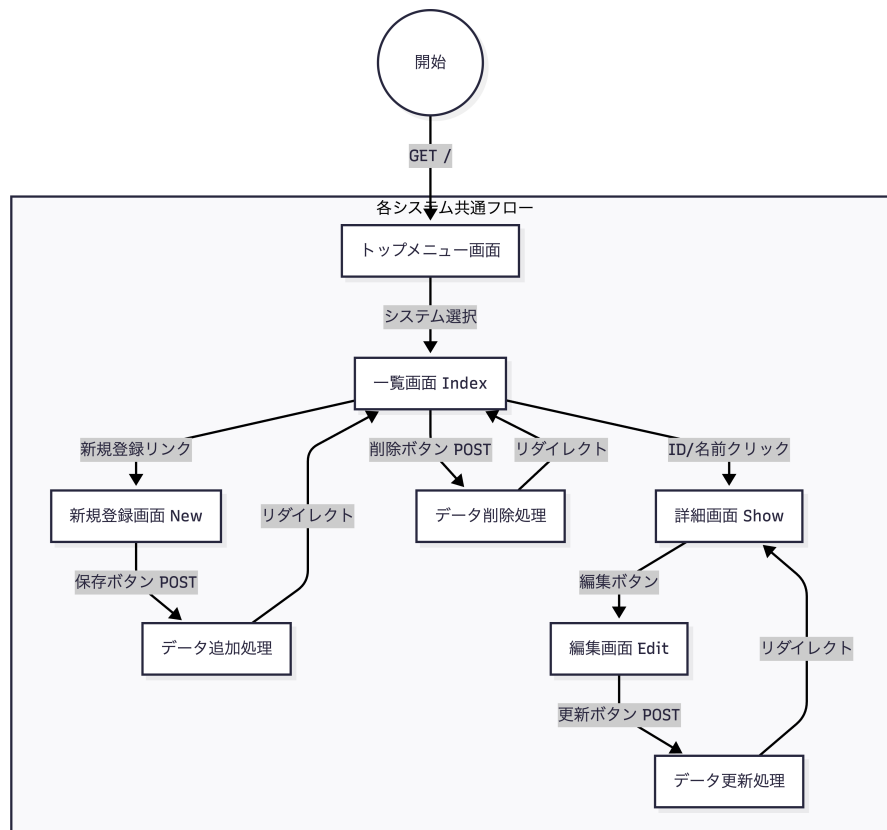 開始
GET /
各システム共通フロー
トップメニュー画面
システム選択
一覧画面 Index
新規登録リンク
削除ボタン POST
リダイレクト
ID/名前クリック
新規登録画面 New
リダイレクト
データ削除処理
詳細画面 Show
保存ボタン POST
編集ボタン
データ追加処理
編集画面 Edit
リダイレクト
更新ボタン POST
データ更新処理